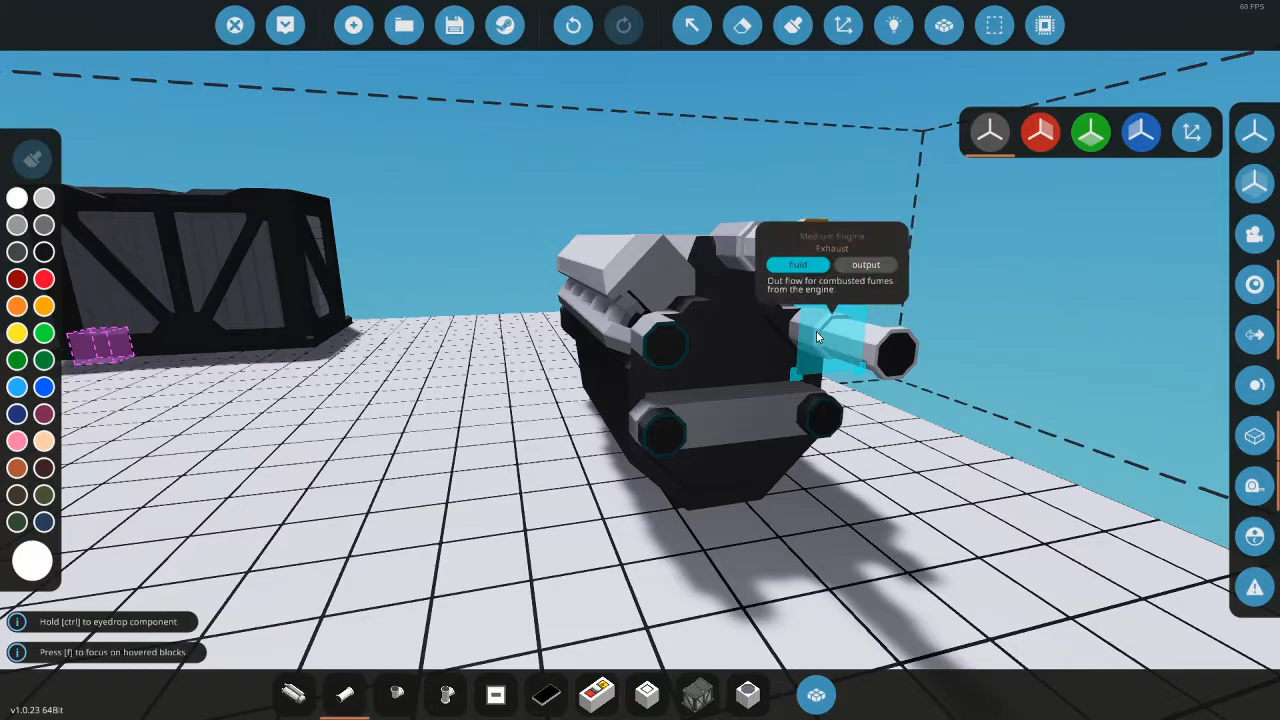 60 FPS
Medium Engine
Exhaust
fluid output
Out flow for combusted fumes
from the engine.
Hold [ctrl] to eyedrop component
Press [f] to focus on hovered blocks
v1.0.23 64Bit